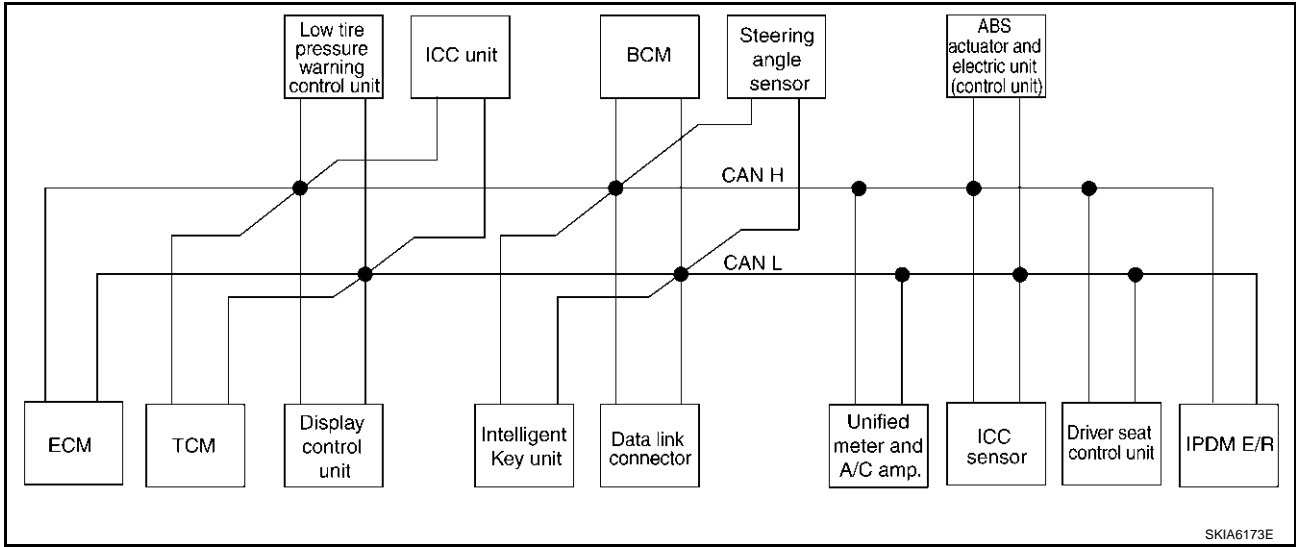 Low tire
pressure
warning
control unit
ICC unit
BCM
Steering
angle
sensor
ABS
actuator and
electric unit
(control unit)
CAN H
CAN L
ECM
TCM
Display
control
unit
Intelligent
Key unit
Data link
connector
Unified
meter and
A/C amp.
ICC
sensor
Driver seat
control unit
IPDM E/R
SKIA6173E